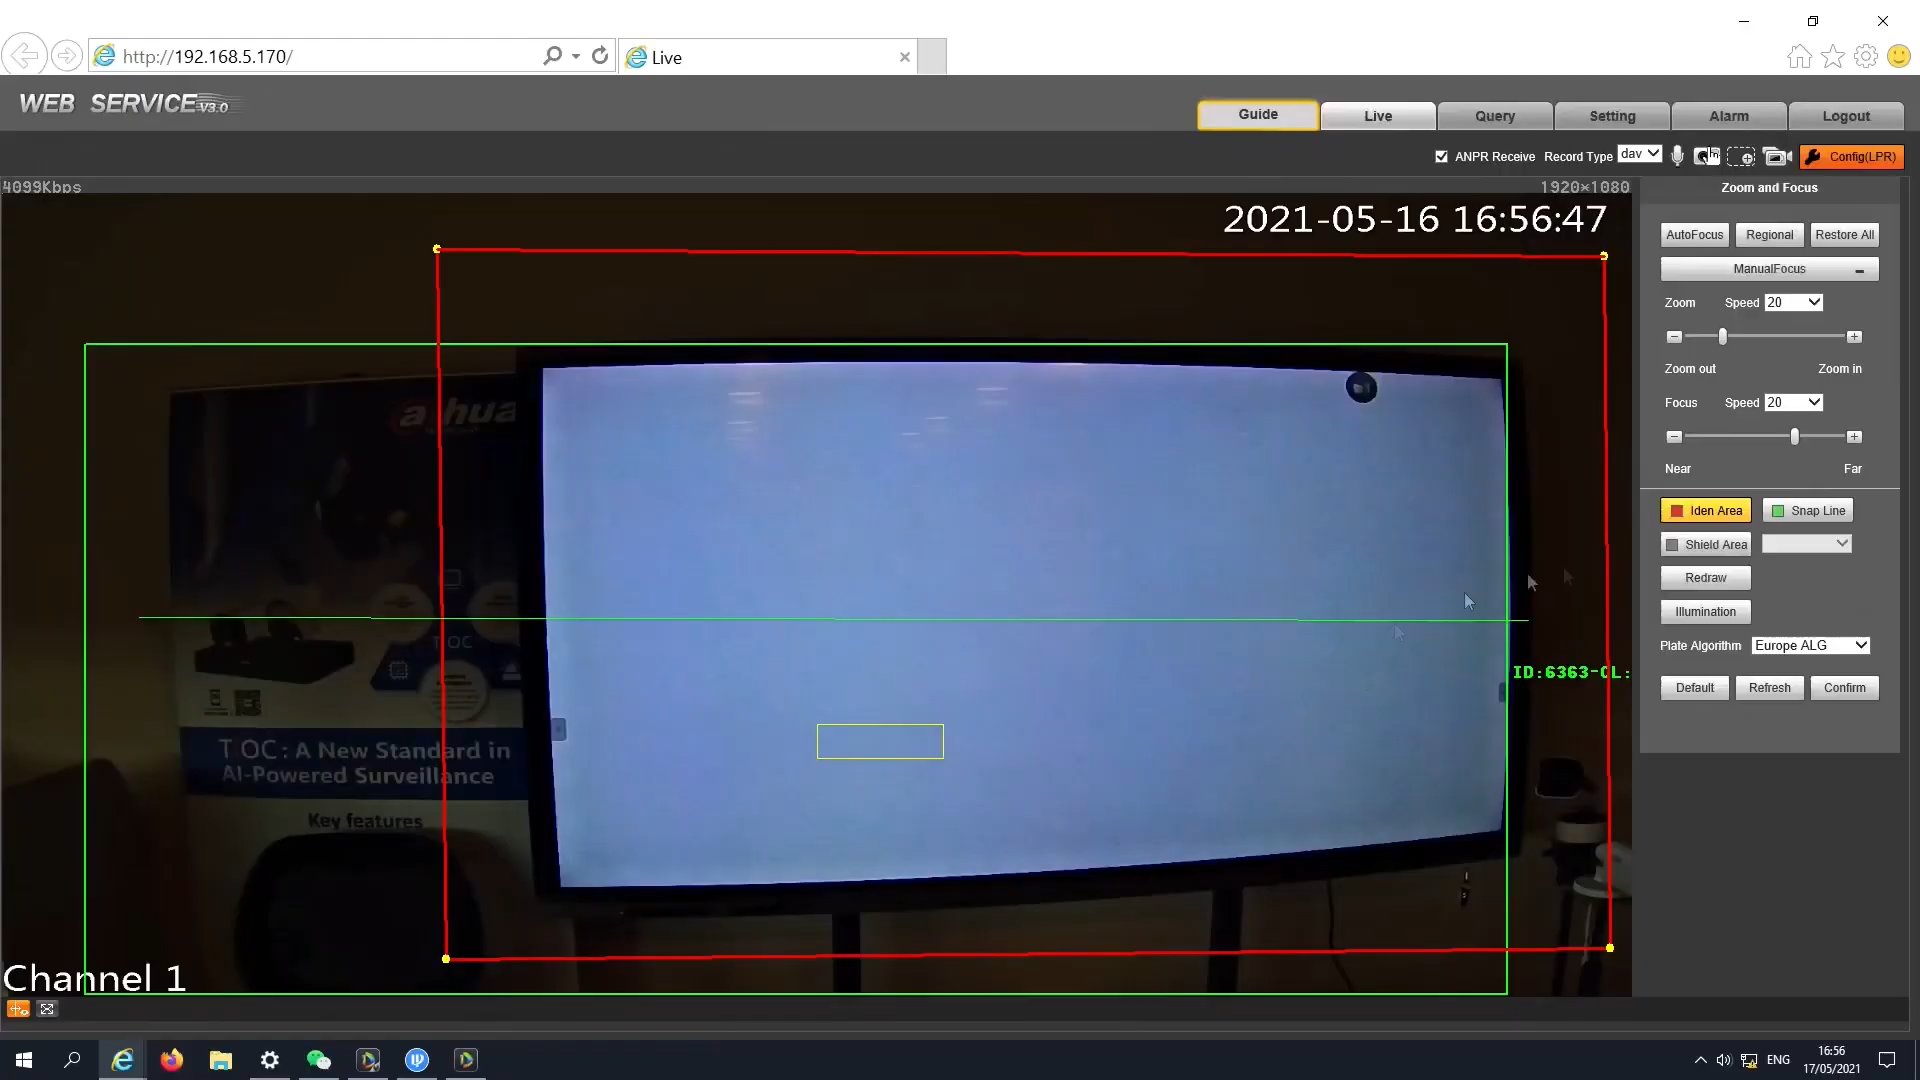 http://192.168.5.170/
Live
WEB SERVICE V3.0
Guide
Live
Query
Setting
Alarm
Logout
ANPR Receive
Record Type
dav
Config(LPR)
4099Kbps
1920×1080
2021-05-16 16:56:47
Zoom and Focus
AutoFocus
Regional
Restore All
ManualFocus
Zoom
Speed
20
Zoom out
Zoom in
Focus
Speed
20
Near
Far
Iden Area
Snap Line
Shield Area
Redraw
Illumination
Plate Algorithm
Europe ALG
Default
Refresh
Confirm
alhua
T OC
ID:6363-CL:
T OC: A New Standard in
AI-Powered Surveillance
Key features
Channel 1
ENG
16:56
17/05/2021